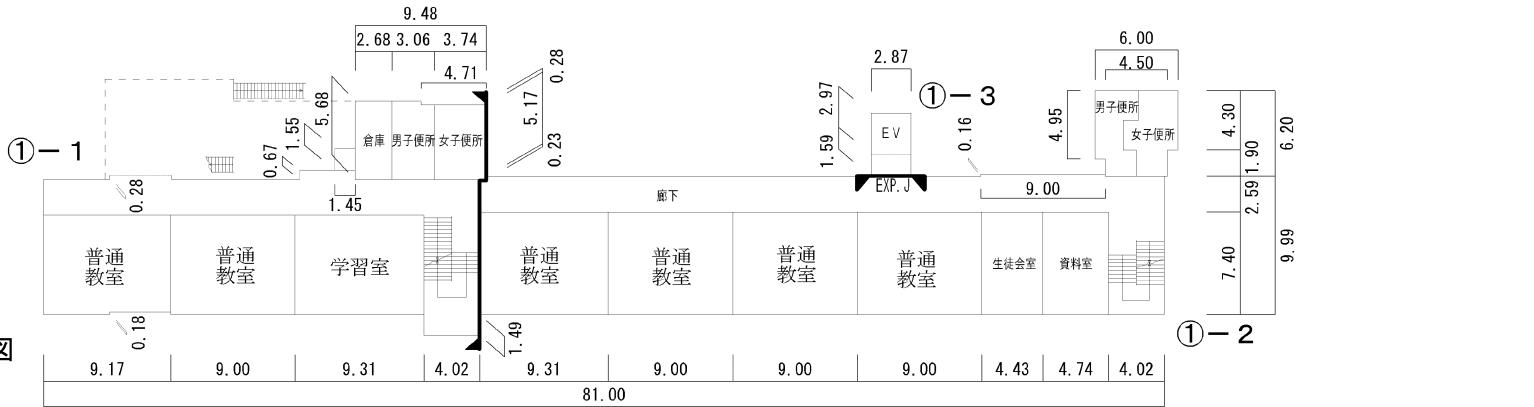 9.48
2.68 3.06 3.74
4.71
5.68
1.55
0.67
0.28
5.17
0.23
2.87
2.97
1.59
①－3
0.16
6.00
4.50
4.95
4.30
1.90
6.20
①－1
倉庫
男子便所
女子便所
EV
EXP.J
男子便所
女子便所
0.28
1.45
廊下
9.00
2.59
普通
教室
普通
教室
学習室
普通
教室
普通
教室
普通
教室
普通
教室
生徒会室
資料室
7.40
9.99
0.18
1.49
①－2
図
9.17 9.00 9.31 4.02 9.31 9.00 9.00 9.00 4.43 4.74 4.02
81.00